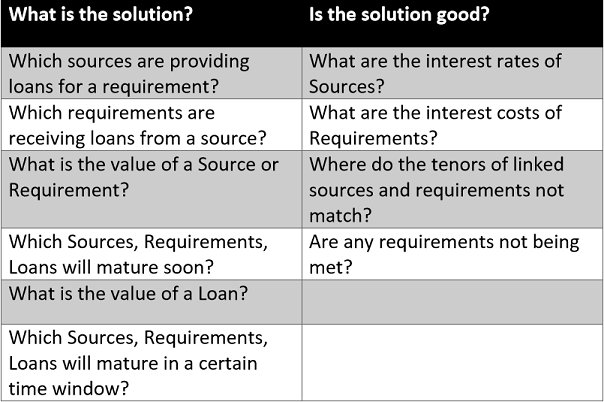 What is the solution?
Is the solution good?
Which sources are providing
loans for a requirement?
What are the interest rates of
Sources?
Which requirements are
receiving loans from a source?
What are the interest costs of
Requirements?
What is the value of a Source or
Requirement?
Where do the tenors of linked
sources and requirements not
match?
Which Sources, Requirements,
Loans will mature soon?
Are any requirements not being
met?
What is the value of a Loan?
Which Sources, Requirements,
Loans will mature in a certain
time window?